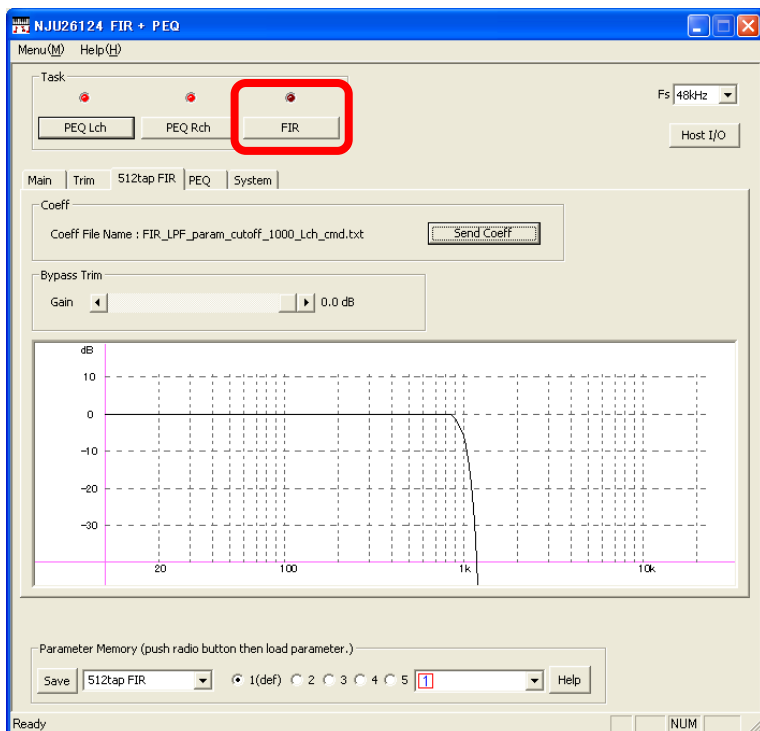 NJU26124 FIR + PEQ
Menu(M) Help(H)
Task
PEQ Lch PEQ Rch FIR
Fs 48kHz
Host I/O
Main Trim 512tap FIR PEQ System
Coeff
Coeff File Name : FIR_LPF_param_cutoff_1000_Lch_cmd.txt Send Coeff
Bypass Trim
Gain 0.0 dB
dB
10
0
-10
-20
-30
20 100 1k 10k
Parameter Memory (push radio button then load parameter.)
Save 512tap FIR 1(def) 2 3 4 5 1 Help
Ready NUM